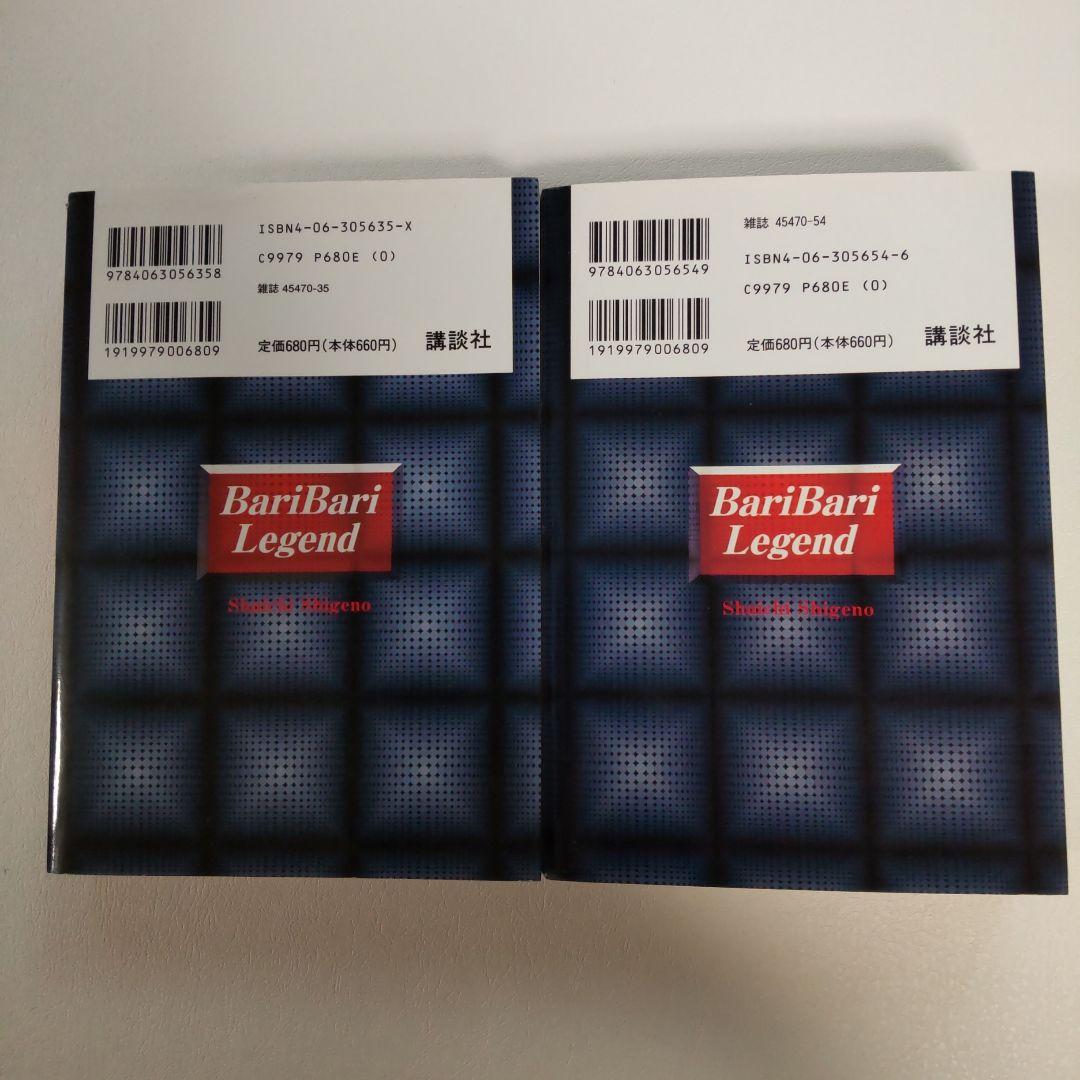 ISBN4-06-305635-X
9784063056358
C9979 P680E (0)
雑誌 45470-35
1919979006809
定価680円(本体660円)
講談社
BariBari
Legend
Shuichi Shigeno
雑誌 45470-54
9784063056549
ISBN4-06-305654-6
C9979 P680E (0)
1919979006809
定価680円(本体660円)
講談社
BariBari
Legend
Shuichi Shigeno